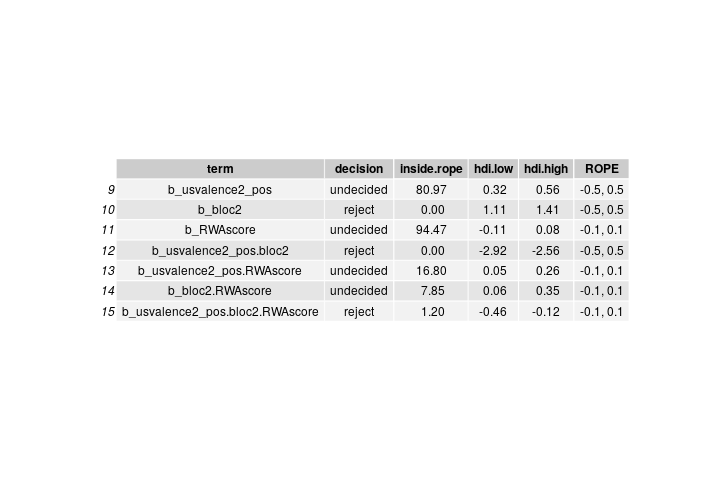 term decision inside.rope hdi.low hdi.high ROPE
9 b_usvalence2_pos undecided 80.97 0.32 0.56 -0.5, 0.5
10 b_bloc2 reject 0.00 1.11 1.41 -0.5, 0.5
11 b_RWAscore undecided 94.47 -0.11 0.08 -0.1, 0.1
12 b_usvalence2_pos.bloc2 reject 0.00 -2.92 -2.56 -0.5, 0.5
13 b_usvalence2_pos.RWAscore undecided 16.80 0.05 0.26 -0.1, 0.1
14 b_bloc2.RWAscore undecided 7.85 0.06 0.35 -0.1, 0.1
15 b_usvalence2_pos.bloc2.RWAscore reject 1.20 -0.46 -0.12 -0.1, 0.1